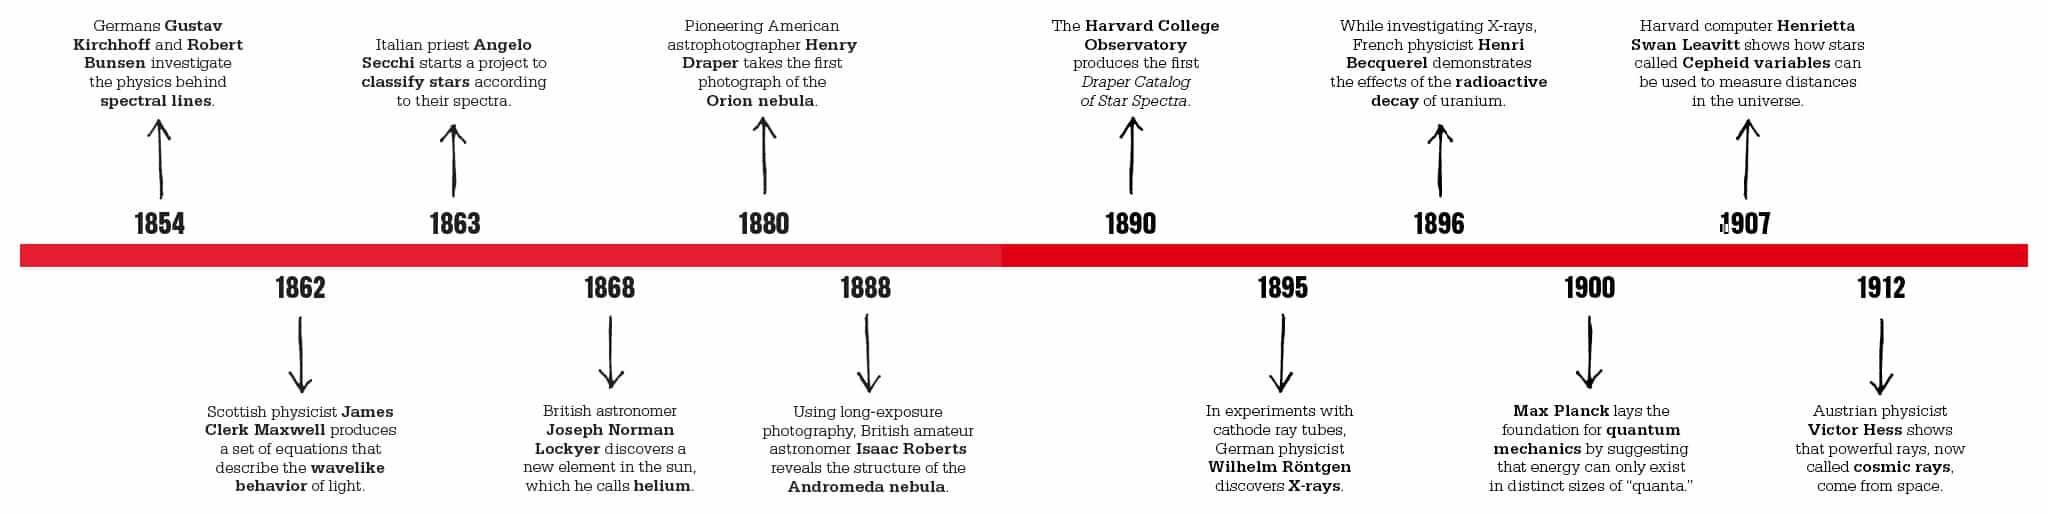 Germans Gustav
Kirchhoff and Robert
Bunsen investigate
the physics behind
spectral lines.
Italian priest Angelo
Secchi starts a project to
classify stars according
to their spectra.
Pioneering American
astrophotographer Henry
Draper takes the first
photograph of the
Orion nebula.
The Harvard College
Observatory
produces the first
Draper Catalog
of Star Spectra.
While investigating X-rays,
French physicist Henri
Becquerel demonstrates
the effects of the radioactive
decay of uranium.
Harvard computer Henrietta
Swan Leavitt shows how stars
called Cepheid variables can
be used to measure distances
in the universe.
1854
1863
1880
1890
1896
1907
1862
1868
1888
1895
1900
1912
Scottish physicist James
Clerk Maxwell produces
a set of equations that
describe the wavelike
behavior of light.
British astronomer
Joseph Norman
Lockyer discovers a
new element in the sun,
which he calls helium.
Using long-exposure
photography, British amateur
astronomer Isaac Roberts
reveals the structure of the
Andromeda nebula.
In experiments with
cathode ray tubes,
German physicist
Wilhelm Röntgen
discovers X-rays.
Max Planck lays the
foundation for quantum
mechanics by suggesting
that energy can only exist
in distinct sizes of “quanta.”
Austrian physicist
Victor Hess shows
that powerful rays, now
called cosmic rays,
come from space.